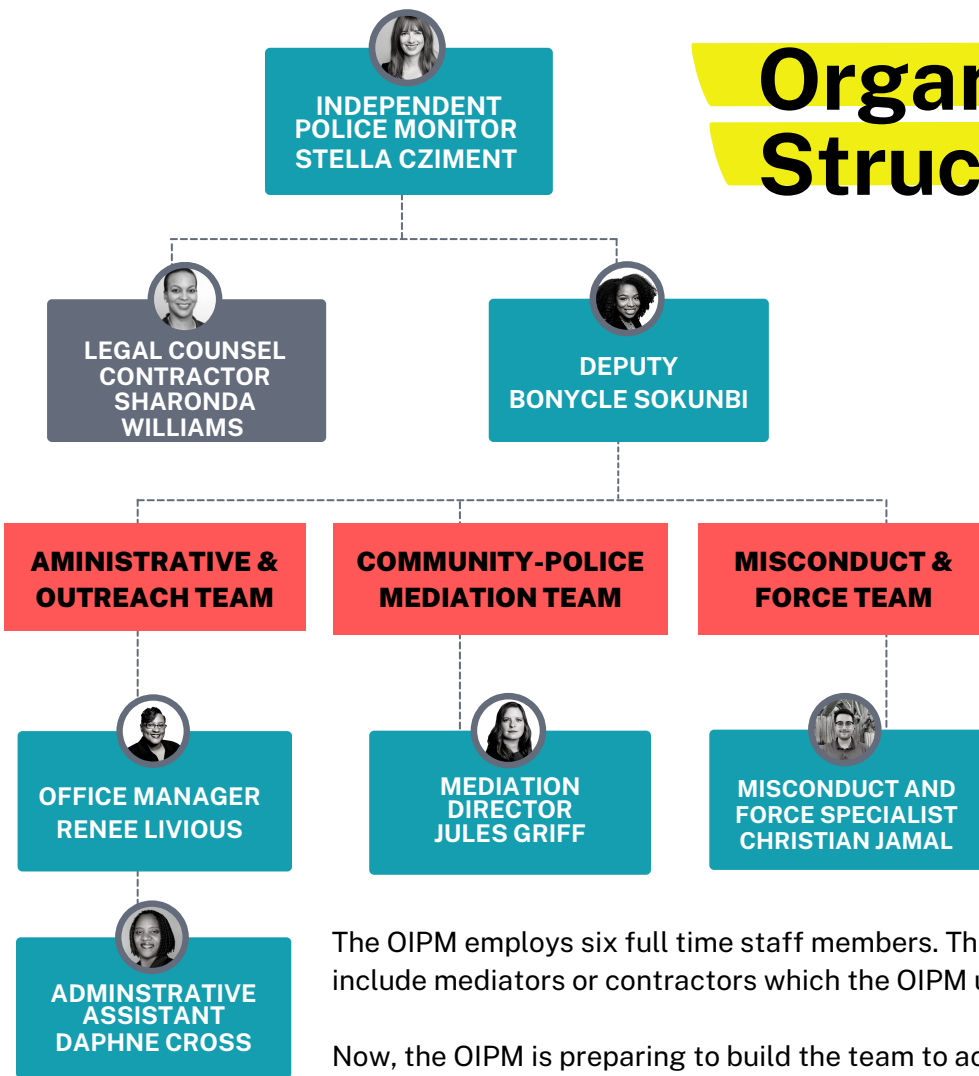 Organ
Struc
INDEPENDENT
POLICE MONITOR
STELLA CZIMENT
LEGAL COUNSEL
CONTRACTOR
SHARONDA
WILLIAMS
DEPUTY
BONYCLE SOKUNBI
AMINISTRATIVE &
OUTREACH TEAM
COMMUNITY-POLICE
MEDIATION TEAM
MISCONDUCT &
FORCE TEAM
OFFICE MANAGER
RENEE LIVIOUS
MEDIATION
DIRECTOR
JULES GRIFF
MISCONDUCT AND
FORCE SPECIALIST
CHRISTIAN JAMAL
ADMINSTRATIVE
ASSISTANT
DAPHNE CROSS
The OIPM employs six full time staff members. Th
include mediators or contractors which the OIPM u
Now, the OIPM is preparing to build the team to ac